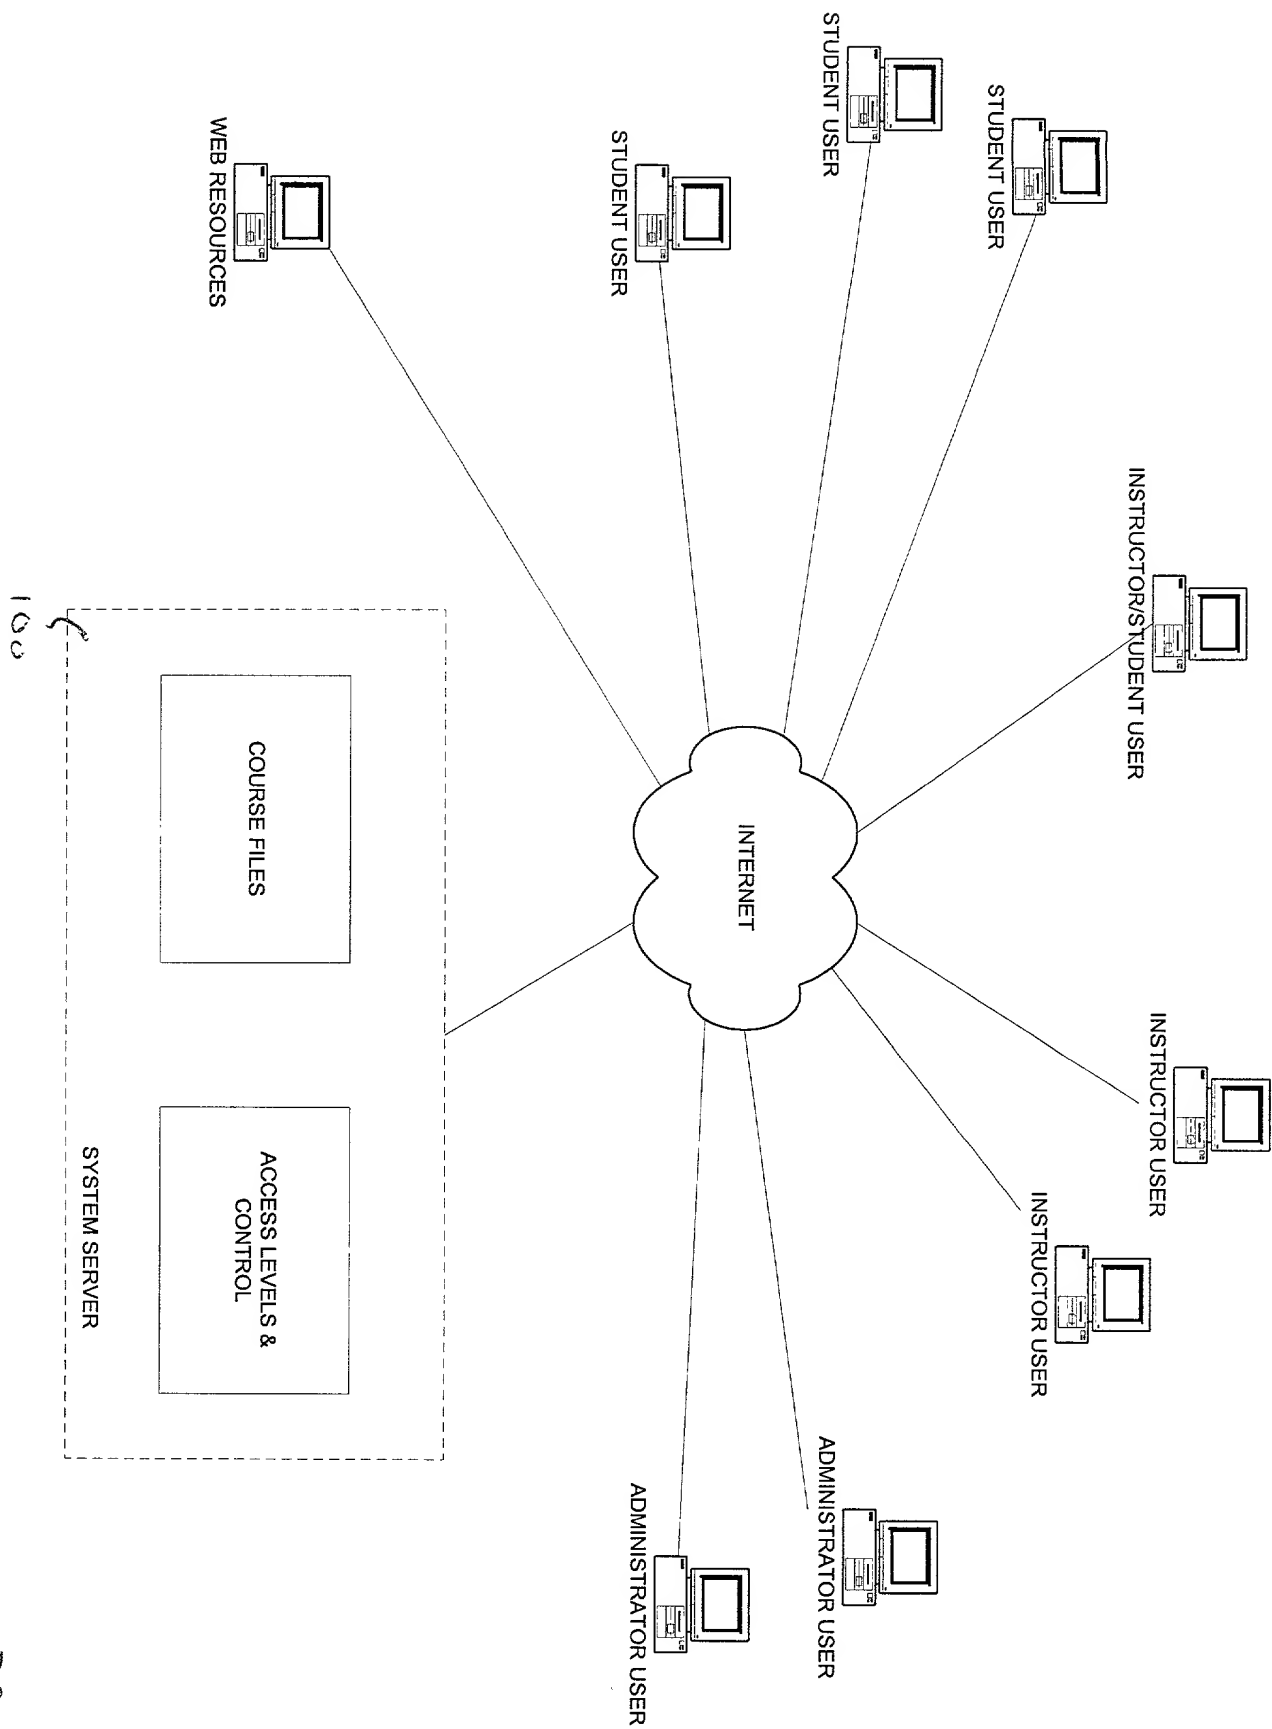 INSTRUCTOR/STUDENT USER
INSTRUCTOR USER
STUDENT USER
INSTRUCTOR USER
STUDENT USER
ADMINISTRATOR USER
INTERNET
STUDENT USER
ADMINISTRATOR USER
WEB RESOURCES
COURSE FILES
ACCESS LEVELS &
CONTROL
SYSTEM SERVER
100